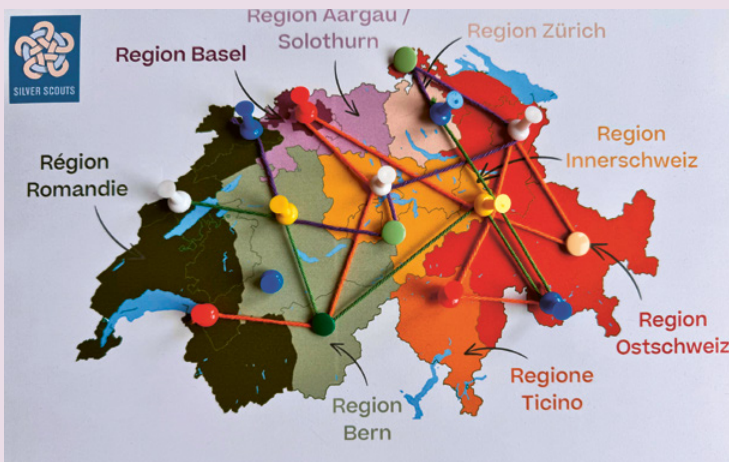 SILVER SCOUTS
Region Aargau /
Solothurn
Region Zürich
Region Basel
Région
Romandie
Region
Innerschweiz
Region
Ostschweiz
Regione
Ticino
Region
Bern